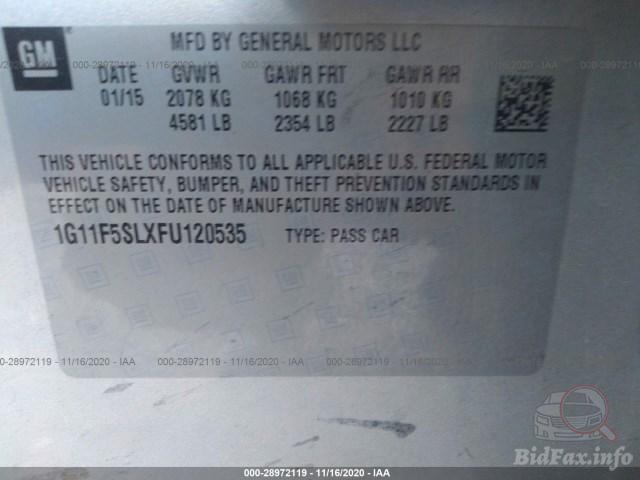 GM
MFD BY GENERAL MOTORS LLC
DATE GVWR GAWR FRT GAWR RR
01/15 2078 KG 1068 KG 1010 KG
4581 LB 2354 LB 2227 LB
THIS VEHICLE CONFORMS TO ALL APPLICABLE U.S. FEDERAL MOTOR
VEHICLE SAFETY, BUMPER, AND THEFT PREVENTION STANDARDS IN
EFFECT ON THE DATE OF MANUFACTURE SHOWN ABOVE.
1G11F5SLXFU120535 TYPE: PASS CAR
000-28972119 - 11/16/2020 - IAA
BidFax.info